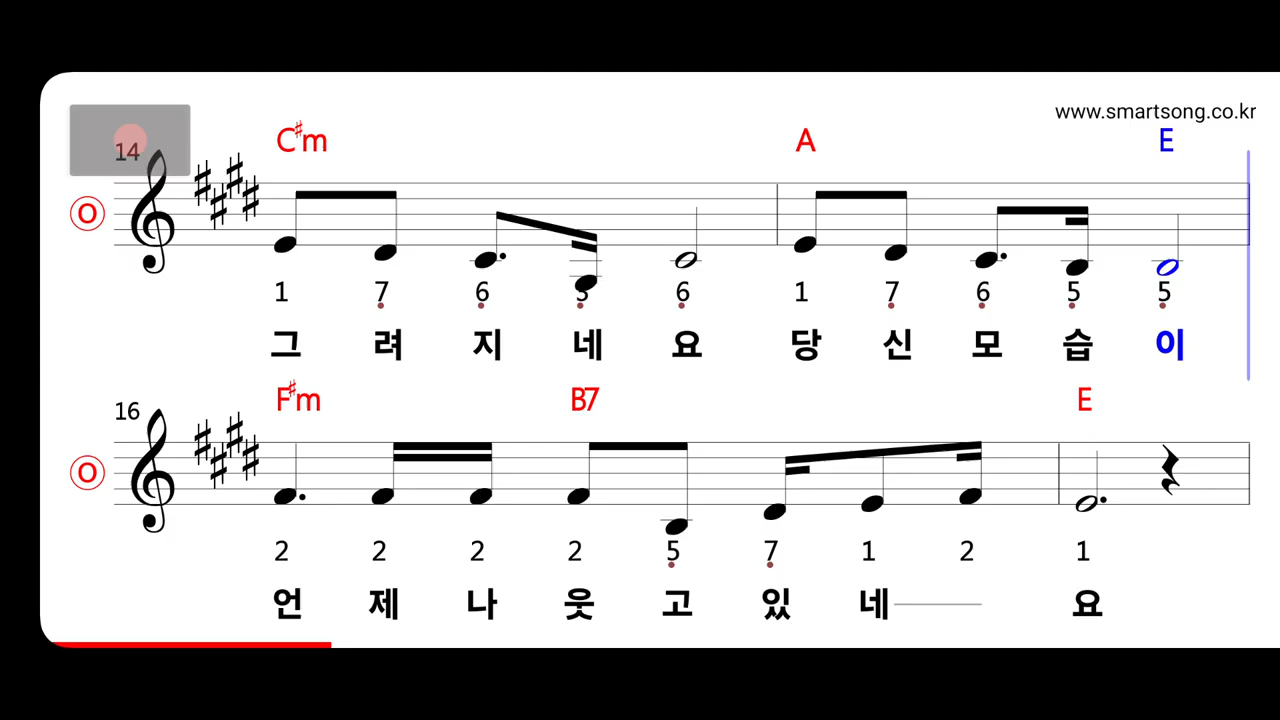 www.smartsong.co.kr
14 C♯m A E
O
1 7 6 5 6 1 7 6 5 5
그 려 지 네 요 당 신 모 습 이
16 F♯m B7 E
O
2 2 2 2 5 7 1 2 1
언 제 나 웃 고 있 네 요